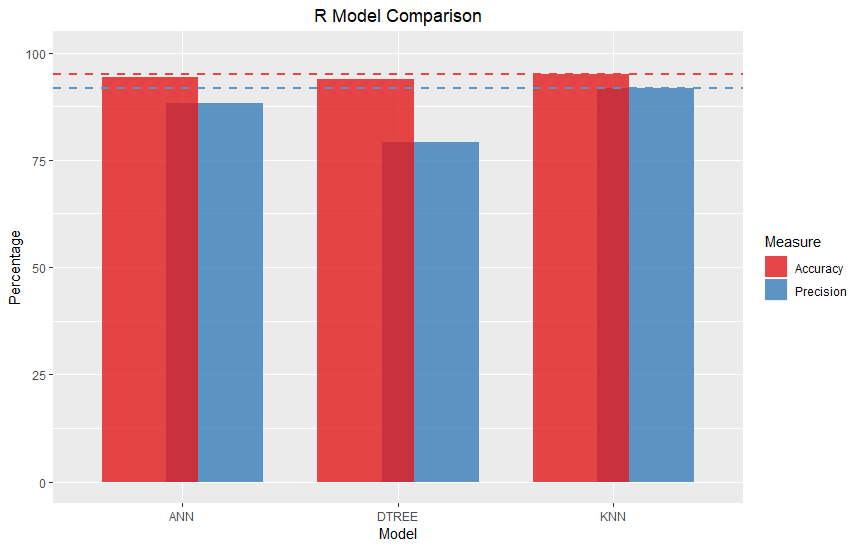 R Model Comparison
Percentage
100
75
50
25
0
ANN
DTREE
KNN
Model
Measure
Accuracy
Precision